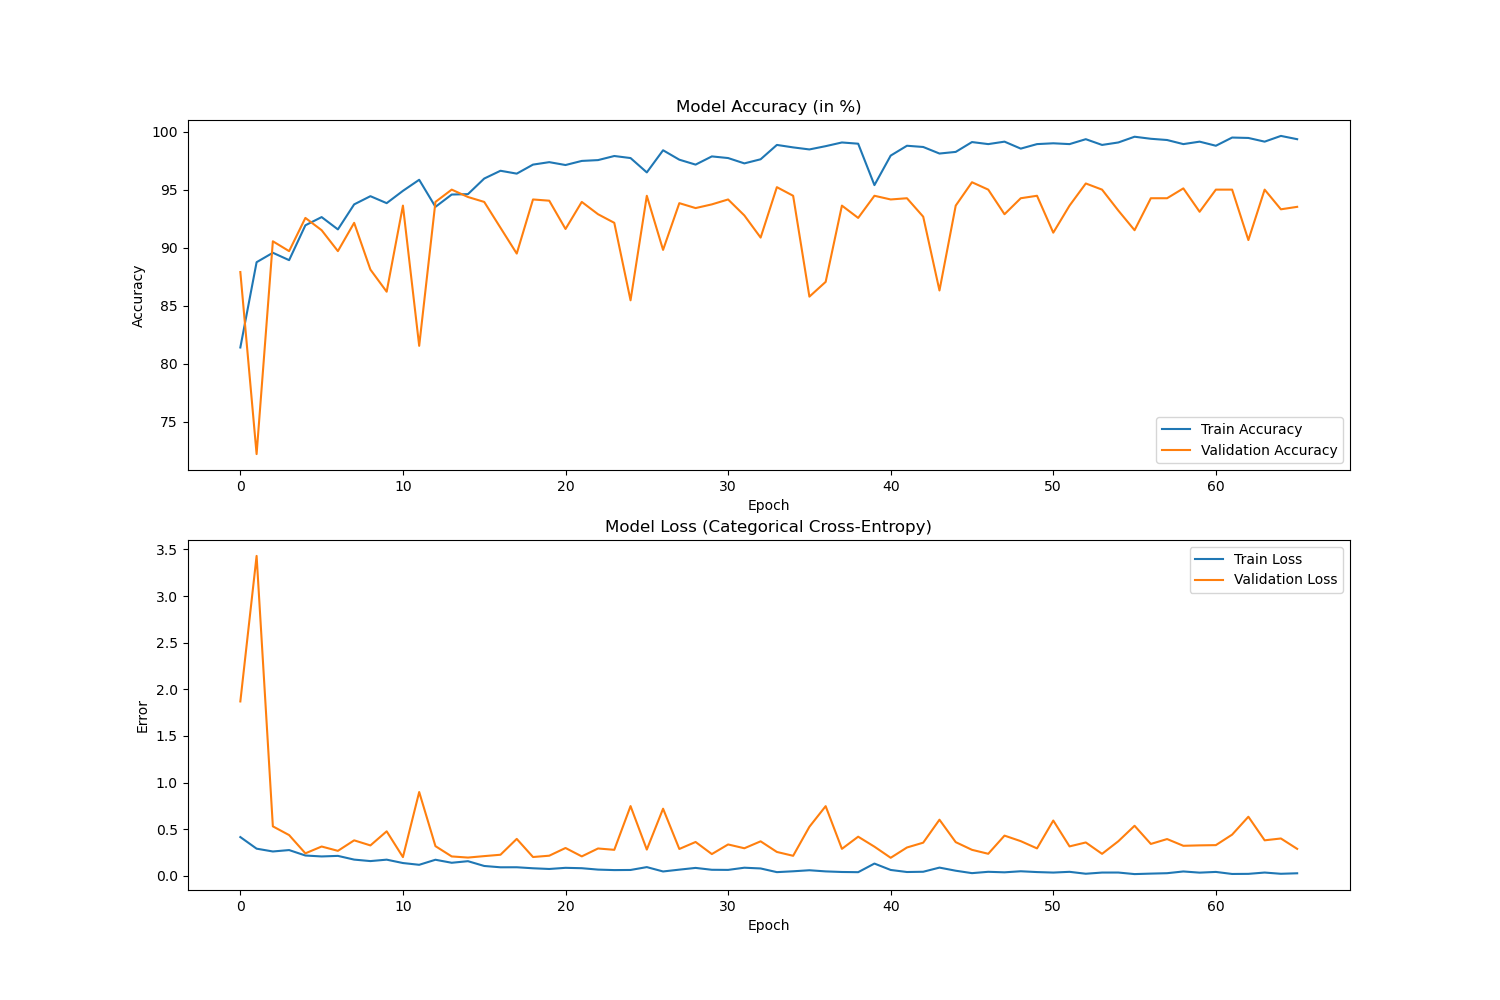 Model Accuracy (in %)
100
95
90
85
80
75
Accuracy
Train Accuracy
Validation Accuracy
0 10 20 30 40 50 60
Epoch
Model Loss (Categorical Cross-Entropy)
3.5
3.0
2.5
2.0
1.5
1.0
0.5
0.0
Error
Train Loss
Validation Loss
0 10 20 30 40 50 60
Epoch